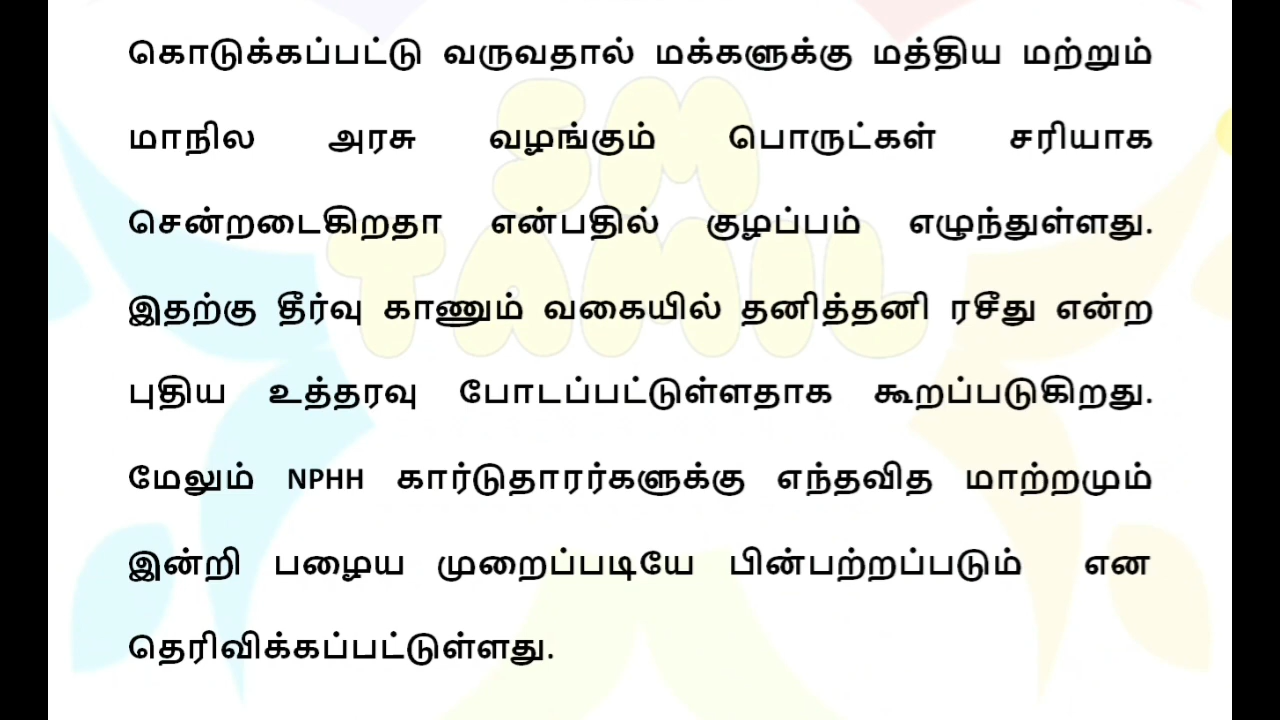 கொடுக்கப்பட்டு வருவதால் மக்களுக்கு மத்திய மற்றும்
மாநில அரசு வழங்கும் பொருட்கள் சரியாக
சென்றடைகிறதா என்பதில் குழப்பம் எழுந்துள்ளது.
இதற்கு தீர்வு காணும் வகையில் தனித்தனி ரசீது என்ற
புதிய உத்தரவு போடப்பட்டுள்ளதாக கூறப்படுகிறது.
மேலும் NPHH கார்டுதாரர்களுக்கு எந்தவித மாற்றமும்
இன்றி பழைய முறைப்படியே பின்பற்றப்படும் என
தெரிவிக்கப்பட்டுள்ளது.
SM
TAMIL